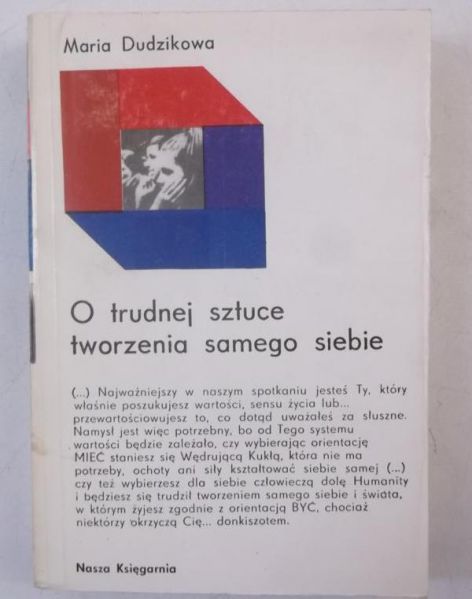 Maria Dudzikowa
O trudnej sztuce
tworzenia samego siebie
(...) Najważniejszy w naszym spotkaniu jesteś Ty, który
właśnie poszukujesz wartości, sensu życia lub...
przewartościowujesz to, co dotąd uważałeś za słuszne.
Namysł jest więc potrzebny, bo od Tego systemu
wartości będzie zależało, czy wybierając orientację
MIEĆ staniesz się Wędrującą Kukłą, która nie ma
potrzeby, ochoty ani siły kształtować siebie samej (...)
czy też wybierzesz dla siebie człowieczą dolę Humanity
i będziesz się trudził tworzeniem samego siebie i świata,
w którym żyjesz zgodnie z orientacją BYĆ, chociaż
niektórzy okrzyczą Cię... donkiszotem.
Nasza Księgarnia